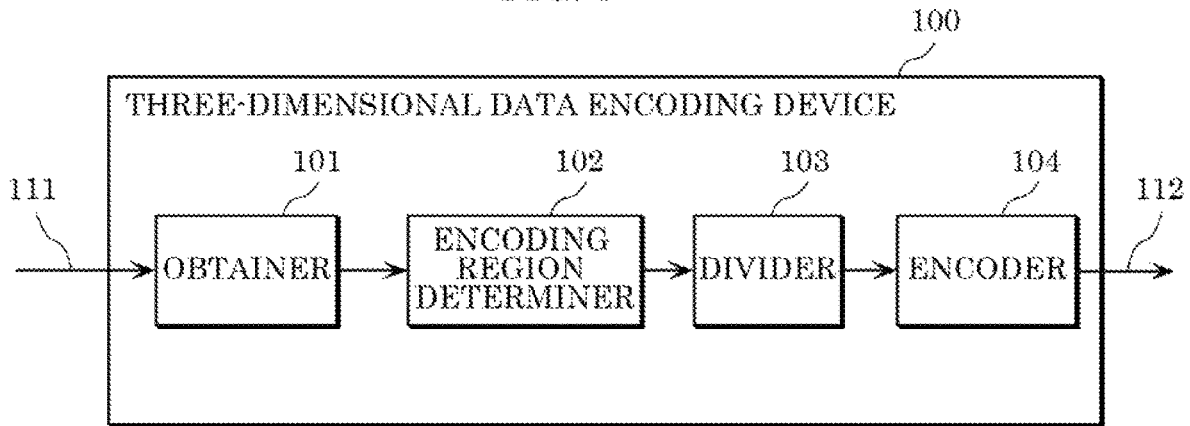 100
THREE-DIMENSIONAL DATA ENCODING DEVICE
101
102
103
104
111
112
OBTAINER
ENCODING
REGION
DETERMINER
DIVIDER
ENCODER